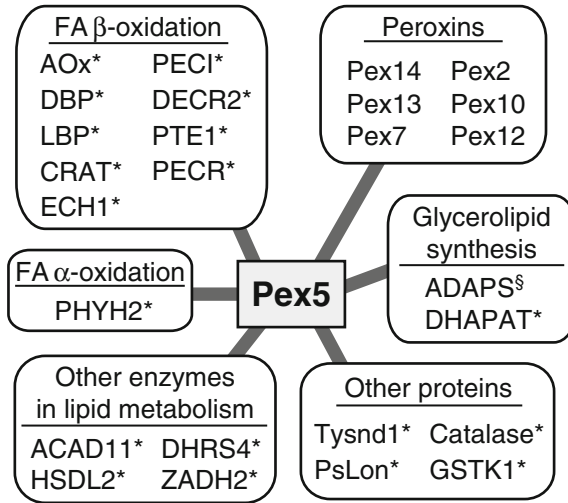 FA β-oxidation
AOx* PECI*
DBP* DECR2*
LBP* PTE1*
CRAT* PECR*
ECH1*
Peroxins
Pex14 Pex2
Pex13 Pex10
Pex7 Pex12
Glycerolipid
synthesis
ADAPS§
DHAPAT*
FA α-oxidation
PHYH2*
Pex5
Other enzymes
in lipid metabolism
ACAD11* DHRS4*
HSDL2* ZADH2*
Other proteins
Tysnd1* Catalase*
PsLon* GSTK1*